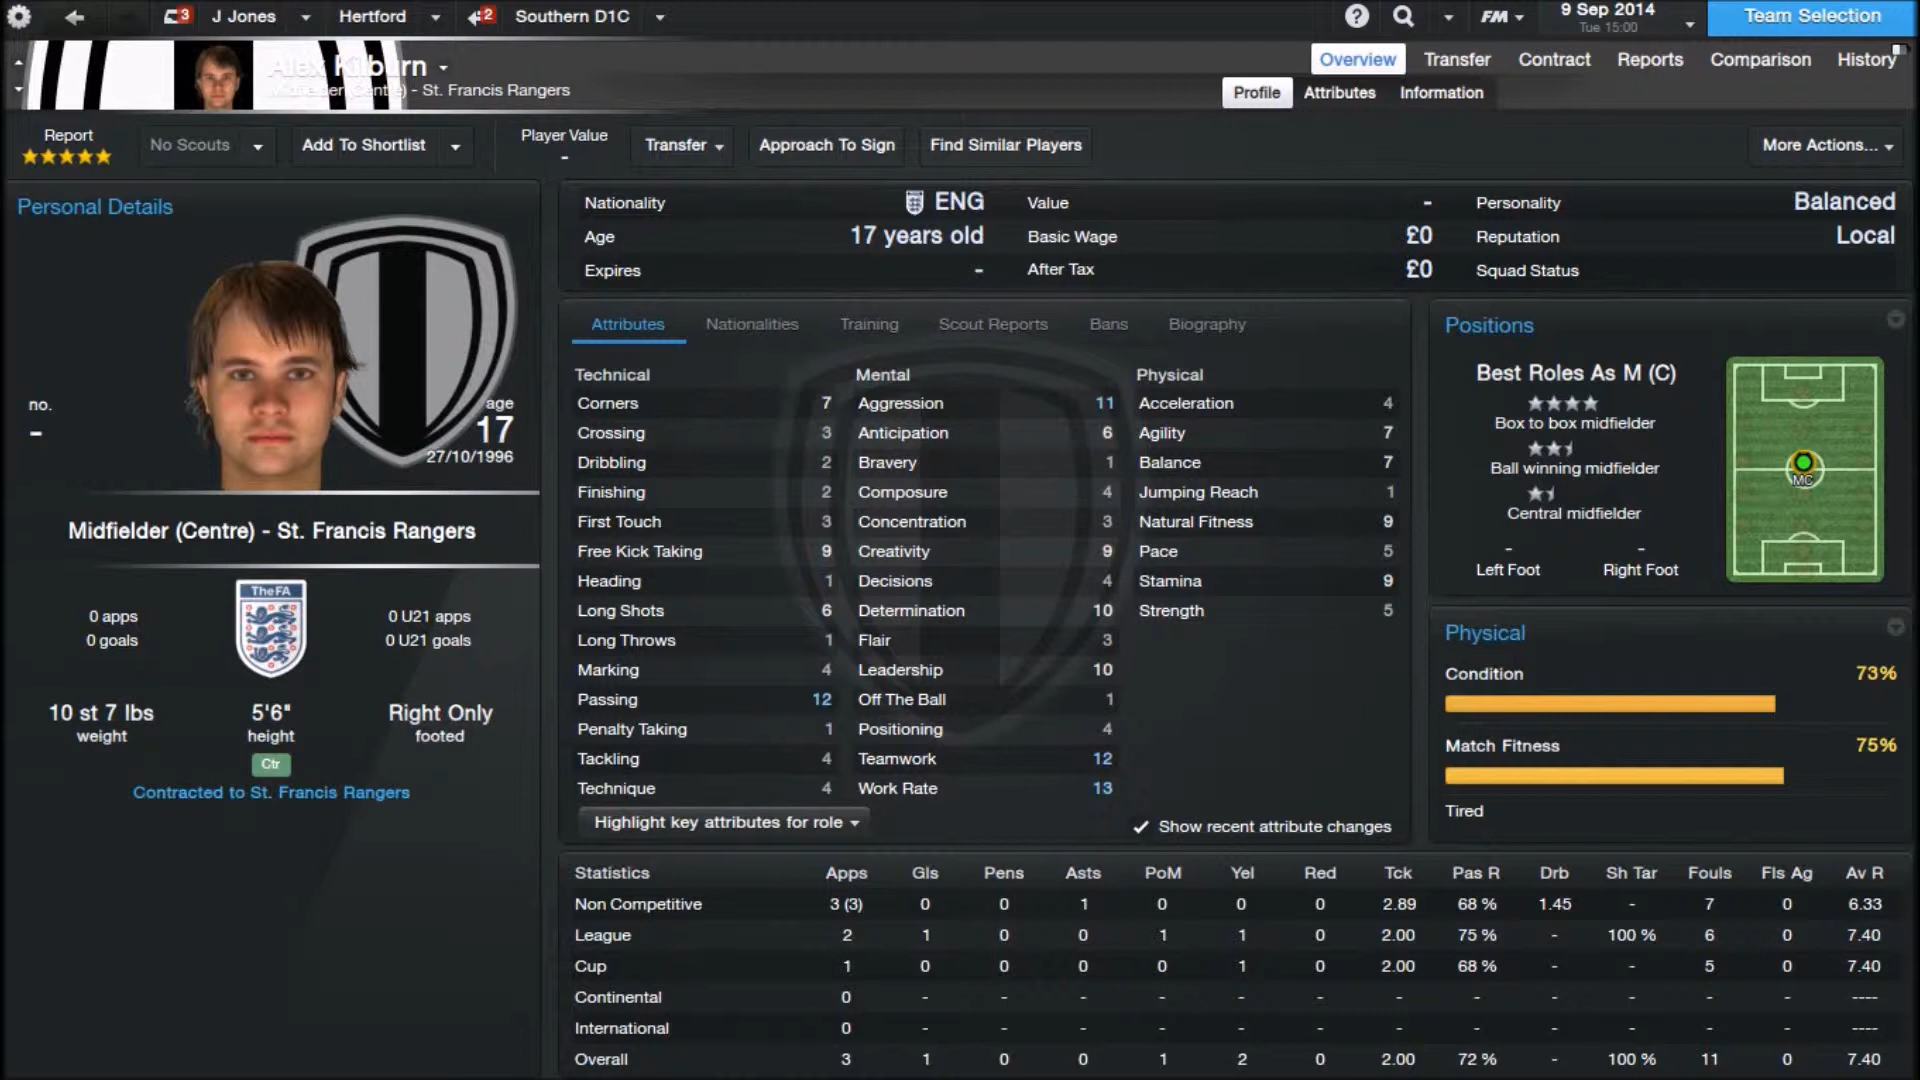 3 J Jones Hertford 2 Southern D1C ? FM 9 Sep 2014 Team Selection
Tue 15:00
Alex Kilburn
Midfielder (Centre) - St. Francis Rangers
Overview Transfer Contract Reports Comparison History
Profile Attributes Information
Report
No Scouts Add To Shortlist Player Value - Transfer Approach To Sign Find Similar Players More Actions...
Personal Details
no.
-
age
17
27/10/1996
Midfielder (Centre) - St. Francis Rangers
0 apps The FA 0 U21 apps
0 goals 0 U21 goals
10 st 7 lbs 5'6" Right Only
weight height footed
Ctr
Contracted to St. Francis Rangers
Nationality ENG Value - Personality Balanced
Age 17 years old Basic Wage £0 Reputation Local
Expires - After Tax £0 Squad Status
Attributes Nationalities Training Scout Reports Bans Biography
Technical Mental Physical
Corners 7 Aggression 11 Acceleration 4
Crossing 3 Anticipation 6 Agility 7
Dribbling 2 Bravery 1 Balance 7
Finishing 2 Composure 4 Jumping Reach 1
First Touch 3 Concentration 3 Natural Fitness 9
Free Kick Taking 9 Creativity 9 Pace 5
Heading 1 Decisions 4 Stamina 9
Long Shots 6 Determination 10 Strength 5
Long Throws 1 Flair 3
Marking 4 Leadership 10
Passing 12 Off The Ball 1
Penalty Taking 1 Positioning 4
Tackling 4 Teamwork 12
Technique 4 Work Rate 13
Highlight key attributes for role Show recent attribute changes
Positions
Best Roles As M (C)
Box to box midfielder
Ball winning midfielder
Central midfielder
- -
Left Foot Right Foot
MC
Physical
Condition 73%
Match Fitness 75%
Tired
Statistics Apps Gls Pens Asts PoM Yel Red Tck Pas R Drb Sh Tar Fouls Fls Ag Av R
Non Competitive 3 (3) 0 0 1 0 0 0 2.89 68 % 1.45 - 7 0 6.33
League 2 1 0 0 1 1 0 2.00 75 % - 100 % 6 0 7.40
Cup 1 0 0 0 0 1 0 2.00 68 % - - 5 0 7.40
Continental 0 - - - - - - - - - - - - ----
International 0 - - - - - - - - - - - - ----
Overall 3 1 0 0 1 2 0 2.00 72 % - 100 % 11 0 7.40